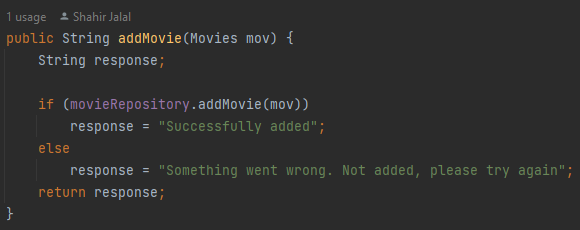 1 usage Shahir Jalal
public String addMovie(Movies mov) {
    String response;
    if (movieRepository.addMovie(mov))
        response = "Successfully added";
    else
        response = "Something went wrong. Not added, please try again";
    return response;
}